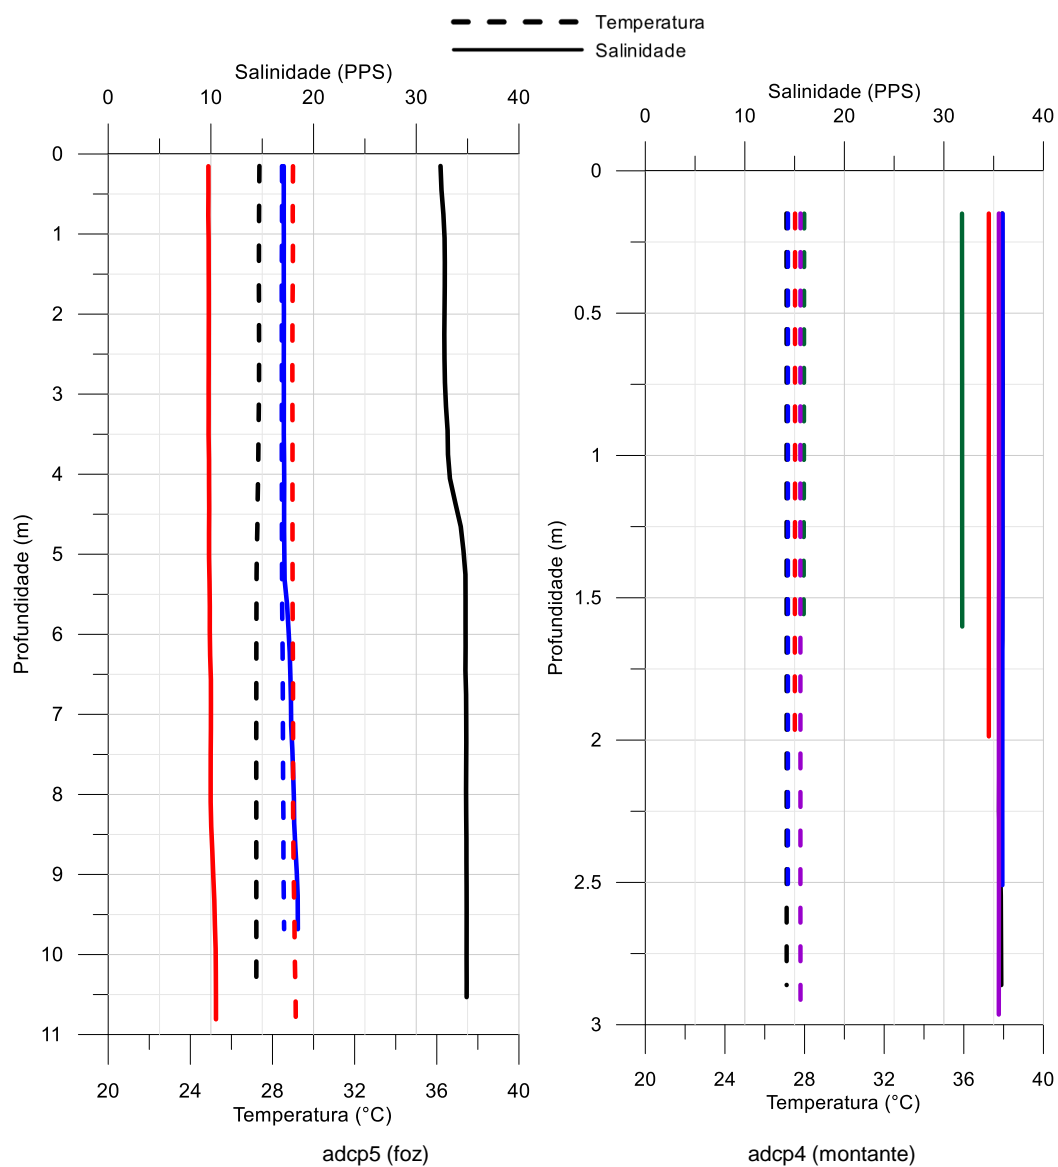 Temperatura
Salinidade
Salinidade (PPS)
0 10 20 30 40
0
1
2
3
4
5
6
7
8
9
10
11
Profundidade (m)
20 24 28 32 36 40
Temperatura (°C)
adcp5 (foz)
Salinidade (PPS)
0 10 20 30 40
0
0.5
1
1.5
2
2.5
3
Profundidade (m)
20 24 28 32 36 40
Temperatura (°C)
adcp4 (montante)